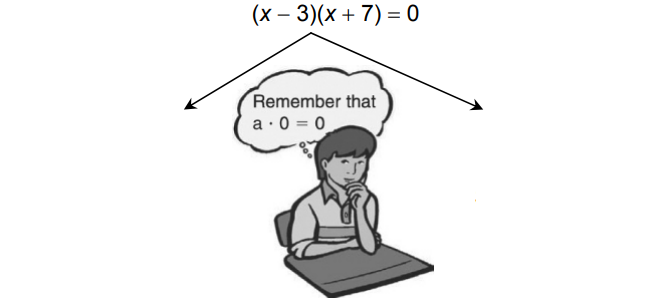 (x – 3)(x + 7) = 0
Remember that
a · 0 = 0